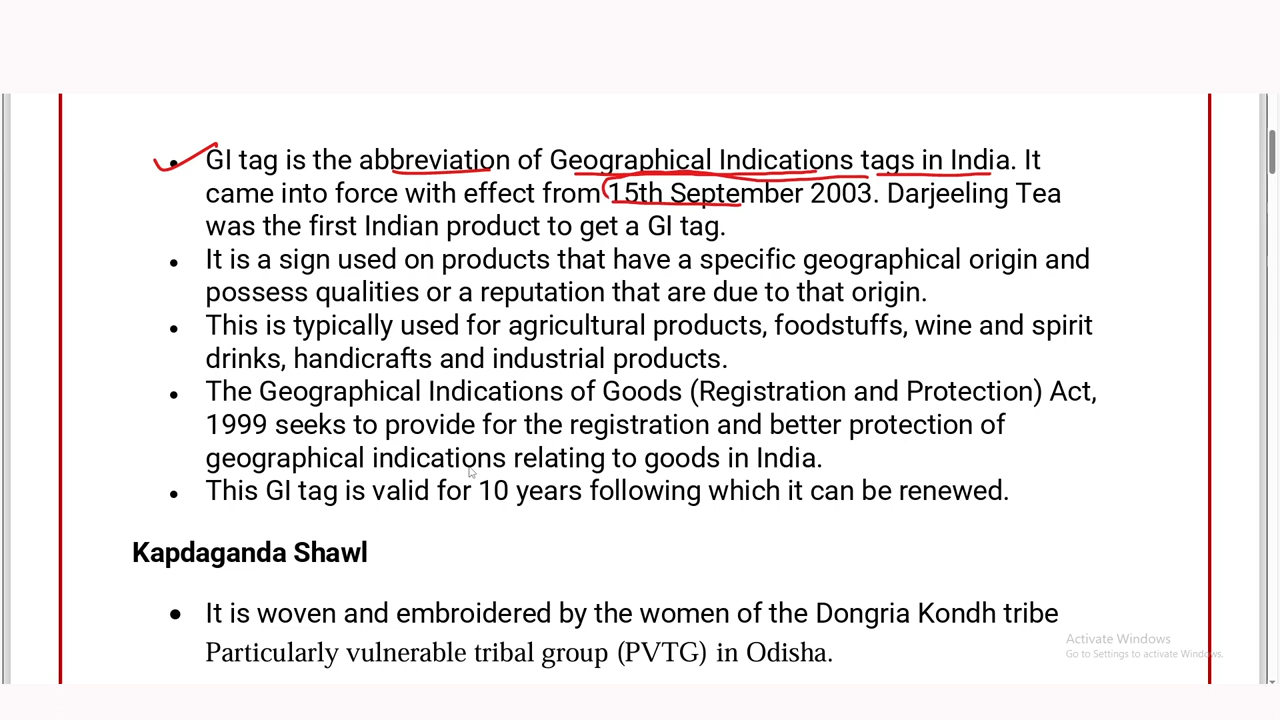 GI tag is the abbreviation of Geographical Indications tags in India. It
came into force with effect from 15th September 2003. Darjeeling Tea
was the first Indian product to get a GI tag.
It is a sign used on products that have a specific geographical origin and
possess qualities or a reputation that are due to that origin.
This is typically used for agricultural products, foodstuffs, wine and spirit
drinks, handicrafts and industrial products.
The Geographical Indications of Goods (Registration and Protection) Act,
1999 seeks to provide for the registration and better protection of
geographical indications relating to goods in India.
This GI tag is valid for 10 years following which it can be renewed.
Kapdaganda Shawl
It is woven and embroidered by the women of the Dongria Kondh tribe
Particularly vulnerable tribal group (PVTG) in Odisha.
Activate Windows
Go to Settings to activate Windows.